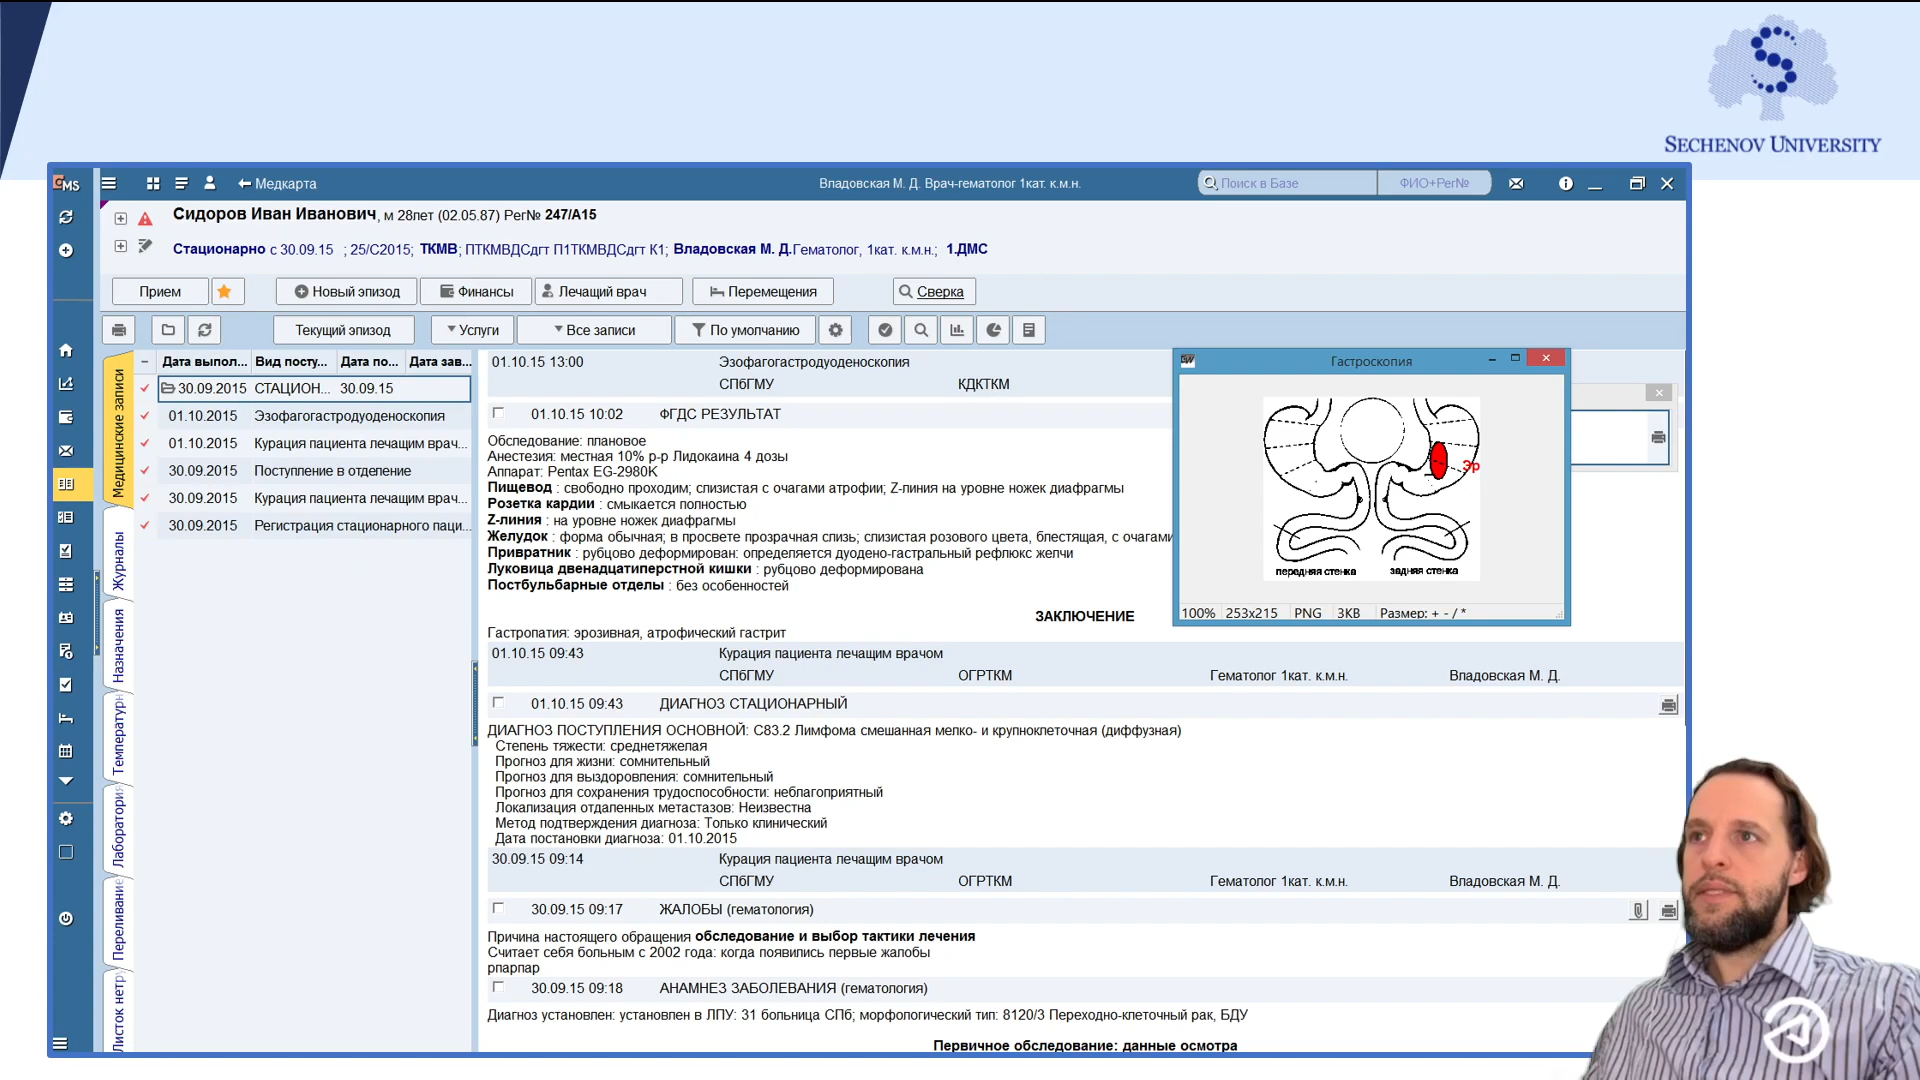 SECHENOV UNIVERSITY
Медкарта
Владовская М. Д. Врач-гематолог 1кат. к.м.н.
Поиск в Базе
ФИО+Рег№
Сидоров Иван Иванович, м 28лет (02.05.87) Рег№ 247/А15
Стационарно с 30.09.15 ; 25/С2015; ТКМВ; ПТКМВДСдгт П1ТКМВДСдгт К1; Владовская М. Д.Гематолог, 1кат. к.м.н.; 1.ДМС
Прием
Новый эпизод
Финансы
Лечащий врач
Перемещения
Сверка
Текущий эпизод
Услуги
Все записи
По умолчанию
Медицинские записи
Журналы
Назначения
Температурн
Лаборатория
Переливание
Листок нетр
Дата выпол... Вид посту... Дата по... Дата зав...
30.09.2015 СТАЦИОН... 30.09.15
01.10.2015 Эзофагогастродуоденоскопия
01.10.2015 Курация пациента лечащим врач...
30.09.2015 Поступление в отделение
30.09.2015 Курация пациента лечащим врач...
30.09.2015 Регистрация стационарного паци...
01.10.15 13:00 Эзофагогастродуоденоскопия
СПбГМУ КДКТКМ
01.10.15 10:02 ФГДС РЕЗУЛЬТАТ
Обследование: плановое
Анестезия: местная 10% р-р Лидокаина 4 дозы
Аппарат: Pentax EG-2980K
Пищевод : свободно проходим; слизистая с очагами атрофии; Z-линия на уровне ножек диафрагмы
Розетка кардии : смыкается полностью
Z-линия : на уровне ножек диафрагмы
Желудок : форма обычная; в просвете прозрачная слизь; слизистая розового цвета, блестящая, с очагами
Привратник : рубцово деформирован: определяется дуодено-гастральный рефлюкс желчи
Луковица двенадцатиперстной кишки : рубцово деформирована
Постбульбарные отделы : без особенностей
ЗАКЛЮЧЕНИЕ
Гастропатия: эрозивная, атрофический гастрит
01.10.15 09:43 Курация пациента лечащим врачом
СПбГМУ ОГРТКМ Гематолог 1кат. к.м.н. Владовская М. Д.
01.10.15 09:43 ДИАГНОЗ СТАЦИОНАРНЫЙ
ДИАГНОЗ ПОСТУПЛЕНИЯ ОСНОВНОЙ: C83.2 Лимфома смешанная мелко- и крупноклеточная (диффузная)
Степень тяжести: среднетяжелая
Прогноз для жизни: сомнительный
Прогноз для выздоровления: сомнительный
Прогноз для сохранения трудоспособности: неблагоприятный
Локализация отдаленных метастазов: Неизвестна
Метод подтверждения диагноза: Только клинический
Дата постановки диагноза: 01.10.2015
30.09.15 09:14 Курация пациента лечащим врачом
СПбГМУ ОГРТКМ Гематолог 1кат. к.м.н. Владовская М. Д.
30.09.15 09:17 ЖАЛОБЫ (гематология)
Причина настоящего обращения обследование и выбор тактики лечения
Считает себя больным с 2002 года: когда появились первые жалобы
рпарпар
30.09.15 09:18 АНАМНЕЗ ЗАБОЛЕВАНИЯ (гематология)
Диагноз установлен: установлен в ЛПУ: 31 больница СПб; морфологический тип: 8120/3 Переходно-клеточный рак, БДУ
Первичное обследование: данные осмотра
Гастроскопия
Эр
передняя стенка задняя стенка
100% 253x215 PNG 3KB Размер: + - / *